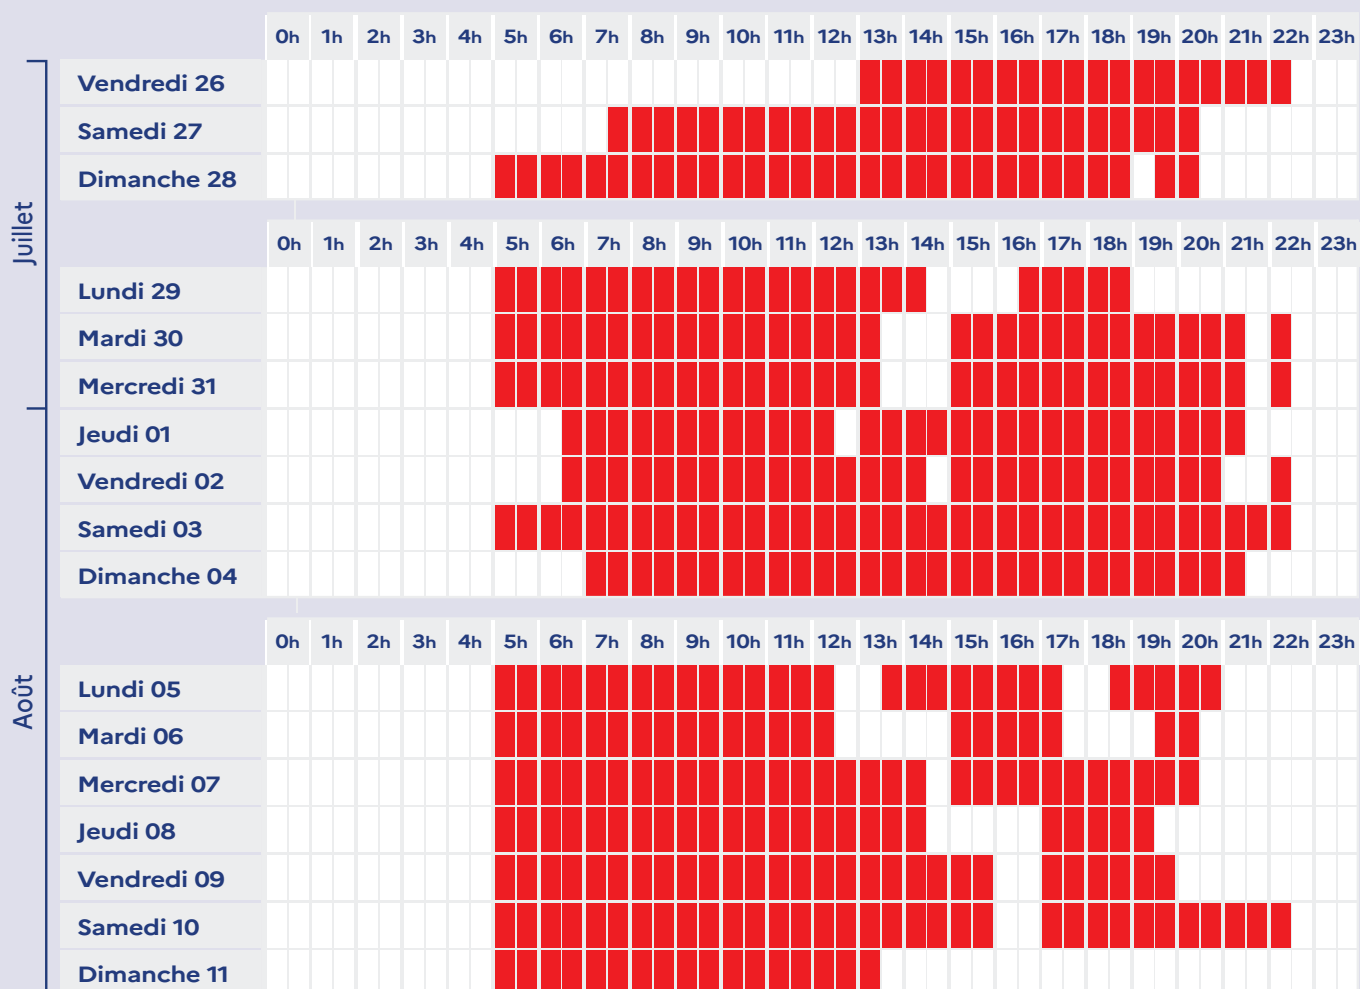 0h 1h 2h 3h 4h 5h 6h 7h 8h 9h 10h 11h 12h 13h 14h 15h 16h 17h 18h 19h 20h 21h 22h 23h
Juillet
Vendredi 26
Samedi 27
Dimanche 28
0h 1h 2h 3h 4h 5h 6h 7h 8h 9h 10h 11h 12h 13h 14h 15h 16h 17h 18h 19h 20h 21h 22h 23h
Lundi 29
Mardi 30
Mercredi 31
Août
Jeudi 01
Vendredi 02
Samedi 03
Dimanche 04
0h 1h 2h 3h 4h 5h 6h 7h 8h 9h 10h 11h 12h 13h 14h 15h 16h 17h 18h 19h 20h 21h 22h 23h
Lundi 05
Mardi 06
Mercredi 07
Jeudi 08
Vendredi 09
Samedi 10
Dimanche 11